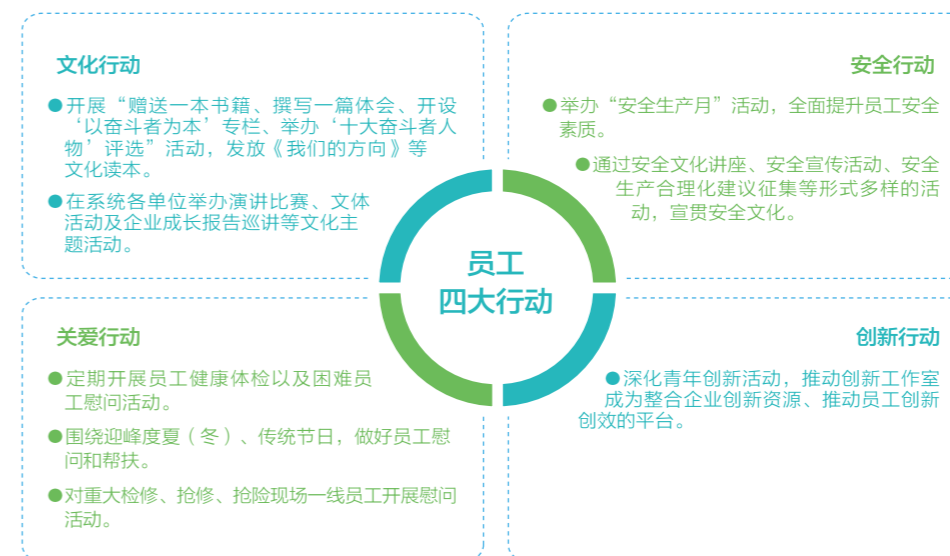 文化行动
●开展“赠送一本书籍、撰写一篇体会、开设
‘以奋斗者为本’专栏、举办‘十大奋斗者人
物’评选”活动，发放《我们的方向》等
文化读本。
●在系统各单位举办演讲比赛、文体
活动及企业成长报告巡讲等文化主
题活动。
安全行动
●举办“安全生产月”活动，全面提升员工安全
素质。
●通过安全文化讲座、安全宣传活动、安全
生产合理化建议征集等形式多样的活
动，宣贯安全文化。
员工
四大行动
关爱行动
●定期开展员工健康体检以及困难员
工慰问活动。
●围绕迎峰度夏（冬）、传统节日，做好员工慰
问和帮扶。
●对重大检修、抢修、抢险现场一线员工开展慰问
活动。
创新行动
●深化青年创新活动，推动创新工作室
成为整合企业创新资源、推动员工创新
创效的平台。